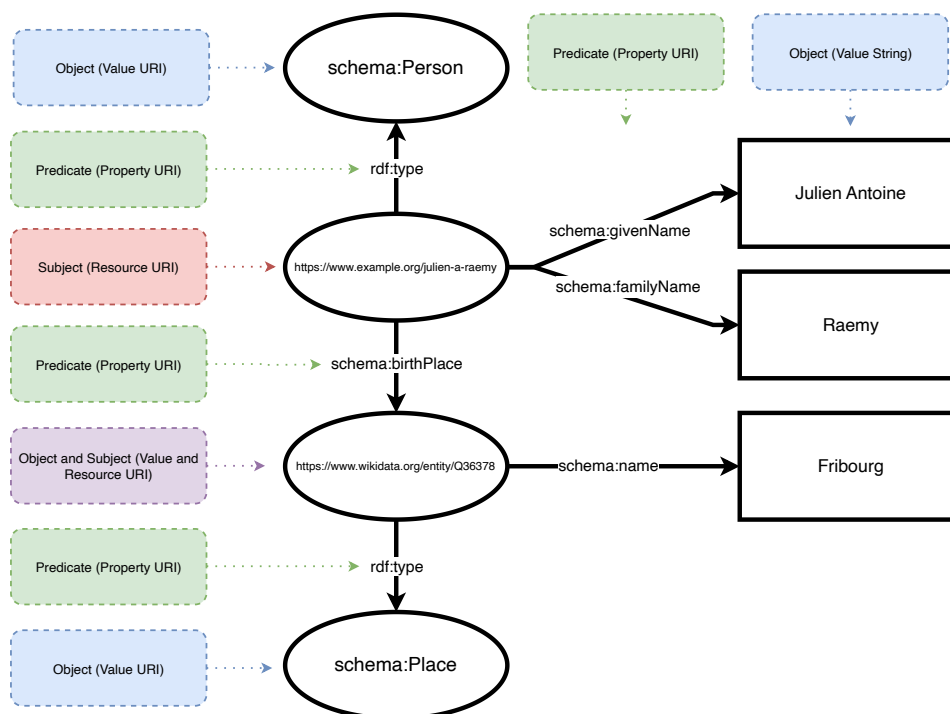 Object (Value URI)
schema:Person
Predicate (Property URI)
Object (Value String)
Predicate (Property URI)
rdf:type
Julien Antoine
schema:givenName
Subject (Resource URI)
https://www.example.org/julien-a-raemy
schema:familyName
Raemy
Predicate (Property URI)
schema:birthPlace
Object and Subject (Value and
Resource URI)
https://www.wikidata.org/entity/Q36378
schema:name
Fribourg
Predicate (Property URI)
rdf:type
Object (Value URI)
schema:Place